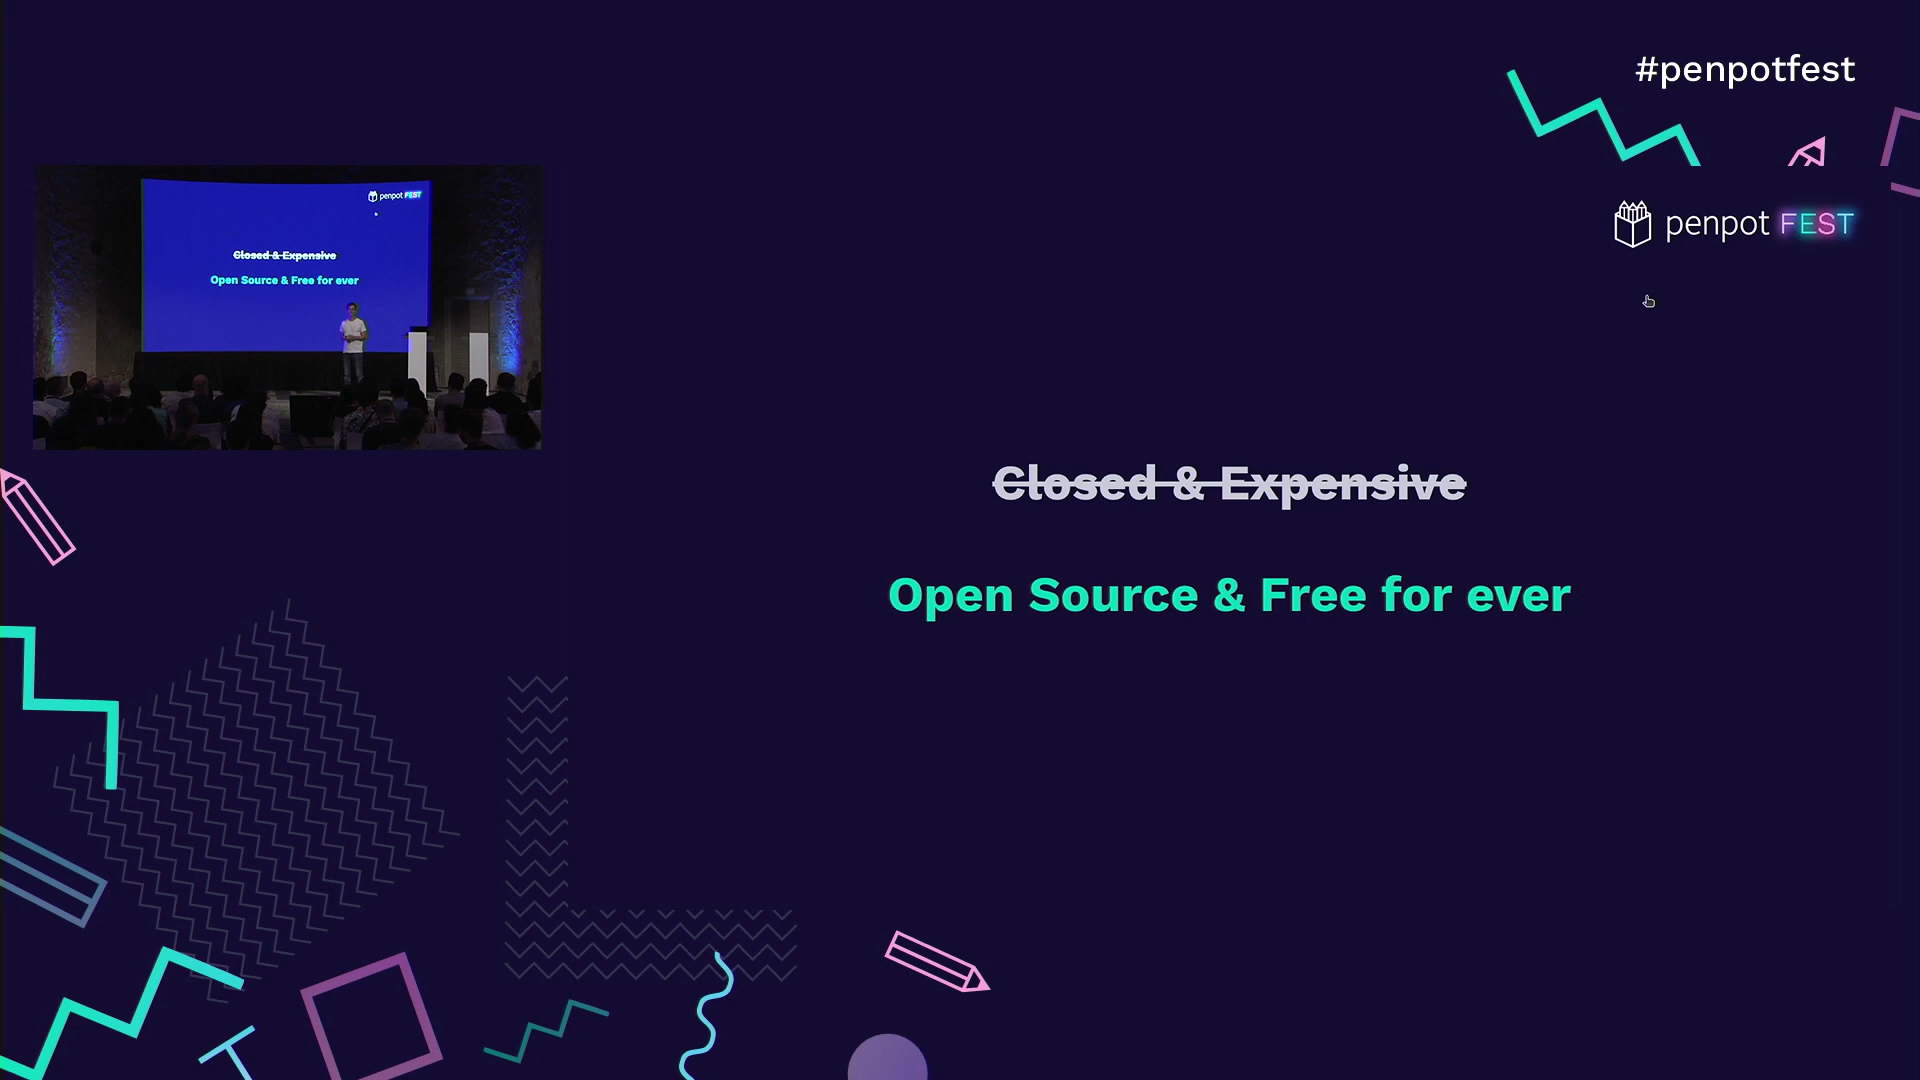 #penpotfest
penpot FEST
penpot FEST
Closed & Expensive
Open Source & Free for ever
Closed & Expensive
Open Source & Free for ever